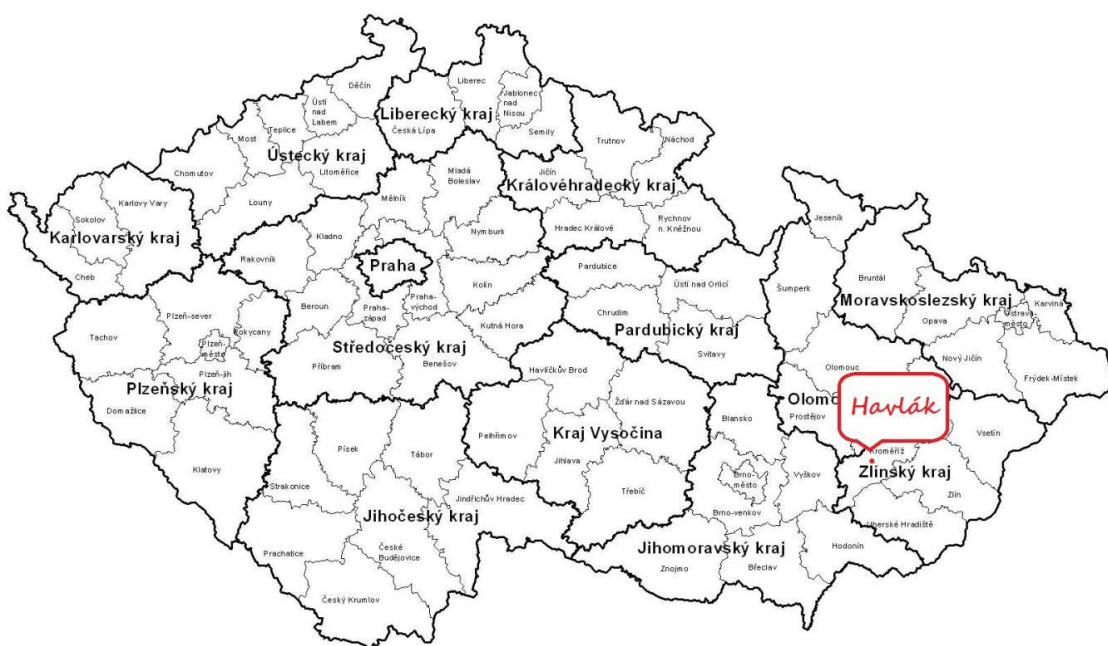 Děčín
Liberec
Ústí
nad
Labem
Jablonec
nad
Nisou
Liberecký kraj
Česká Lípa
Semily
Trutnov
Náchod
Teplice
Most
Ústecký kraj
Litoměřice
Chomutov
Louny
Mělník
Mladá
Boleslav
Jičín
Královéhradecký kraj
Hradec Králové
Rychnov
n. Kněžnou
Karlovy Vary
Sokolov
Karlovarský kraj
Cheb
Kladno
Rakovník
Nymburk
Praha
Kolín
Beroun
Praha-
západ
Praha-
východ
Kutná Hora
Středočeský kraj
Příbram
Benešov
Pardubice
Ústí nad Orlicí
Chrudim
Pardubický kraj
Svitavy
Jeseník
Šumperk
Bruntál
Moravskoslezský kraj
Opava
Karviná
Ostrava-
město
Nový Jičín
Frýdek-Místek
Tachov
Plzeň-sever
Rokycany
Plzeň-
město
Plzeň-jih
Plzeňský kraj
Domažlice
Klatovy
Havlíčkův Brod
Žďár nad Sázavou
Pelhřimov
Kraj Vysočina
Jihlava
Třebíč
Olomouc
Prostějov
Havlák
Kroměříž
Vsetín
Zlínský kraj
Zlín
Uherské Hradiště
Blansko
Brno-
město
Vyškov
Brno-venkov
Jihomoravský kraj
Hodonín
Znojmo
Břeclav
Písek
Tábor
Strakonice
Jindřichův Hradec
Jihočeský kraj
Prachatice
České
Budějovice
Český Krumlov